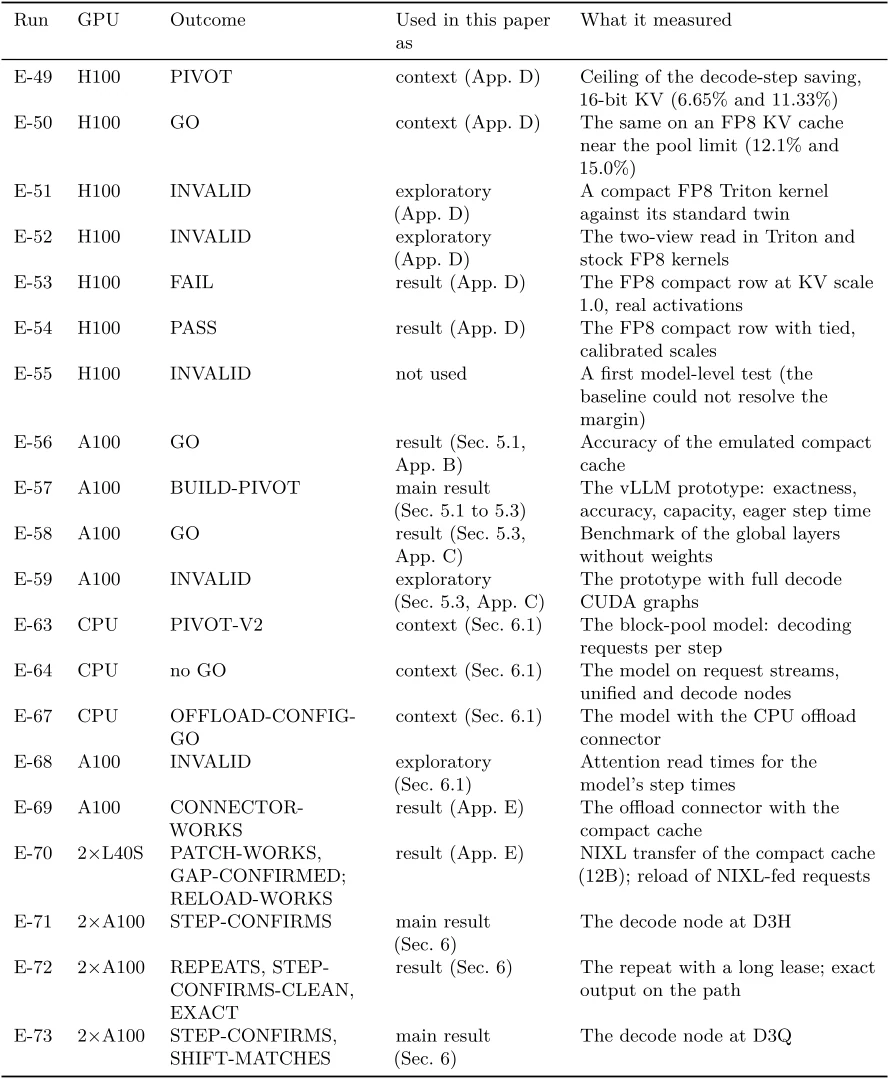 Run GPU Outcome Used in this paper as What it measured
E-49 H100 PIVOT context (App. D) Ceiling of the decode-step saving, 16-bit KV (6.65% and 11.33%)
E-50 H100 GO context (App. D) The same on an FP8 KV cache near the pool limit (12.1% and 15.0%)
E-51 H100 INVALID exploratory (App. D) A compact FP8 Triton kernel against its standard twin
E-52 H100 INVALID exploratory (App. D) The two-view read in Triton and stock FP8 kernels
E-53 H100 FAIL result (App. D) The FP8 compact row at KV scale 1.0, real activations
E-54 H100 PASS result (App. D) The FP8 compact row with tied, calibrated scales
E-55 H100 INVALID not used A first model-level test (the baseline could not resolve the margin)
E-56 A100 GO result (Sec. 5.1, App. B) Accuracy of the emulated compact cache
E-57 A100 BUILD-PIVOT main result (Sec. 5.1 to 5.3) The vLLM prototype: exactness, accuracy, capacity, eager step time
E-58 A100 GO result (Sec. 5.3, App. C) Benchmark of the global layers without weights
E-59 A100 INVALID exploratory (Sec. 5.3, App. C) The prototype with full decode CUDA graphs
E-63 CPU PIVOT-V2 context (Sec. 6.1) The block-pool model: decoding requests per step
E-64 CPU no GO context (Sec. 6.1) The model on request streams, unified and decode nodes
E-67 CPU OFFLOAD-CONFIG-GO context (Sec. 6.1) The model with the CPU offload connector
E-68 A100 INVALID exploratory (Sec. 6.1) Attention read times for the model's step times
E-69 A100 CONNECTOR-WORKS result (App. E) The offload connector with the compact cache
E-70 2×L40S PATCH-WORKS, GAP-CONFIRMED; RELOAD-WORKS result (App. E) NIXL transfer of the compact cache (12B); reload of NIXL-fed requests
E-71 2×A100 STEP-CONFIRMS main result (Sec. 6) The decode node at D3H
E-72 2×A100 REPEATS, STEP-CONFIRMS-CLEAN, EXACT result (Sec. 6) The repeat with a long lease; exact output on the path
E-73 2×A100 STEP-CONFIRMS, SHIFT-MATCHES main result (Sec. 6) The decode node at D3Q